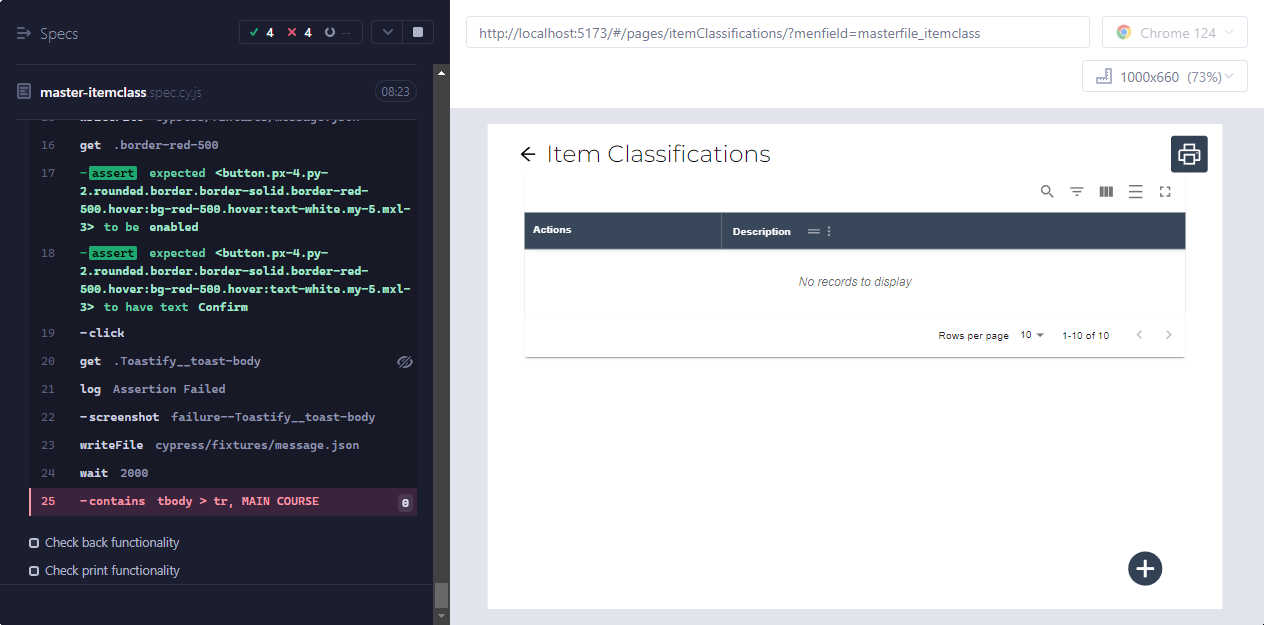 Specs
4
4
--
http://localhost:5173/#/pages/itemClassifications/?menfield=masterfile_itemclass
Chrome 124
1000x660 (73%)
master-itemclass.spec.cy.js
08:23
16 get .border-red-500
17 -assert expected <button.px-4.py-
2.rounded.border.border-solid.border-red-
500.hover:bg-red-500.hover:text-white.my-5.mxl-
3> to be enabled
18 -assert expected <button.px-4.py-
2.rounded.border.border-solid.border-red-
500.hover:bg-red-500.hover:text-white.my-5.mxl-
3> to have text Confirm
19 -click
20 get .Toastify__toast-body
21 log Assertion Failed
22 -screenshot failure--Toastify__toast-body
23 writeFile cypress/fixtures/message.json
24 wait 2000
25 -contains tbody > tr, MAIN COURSE 0
Check back functionality
Check print functionality
Item Classifications
Actions
Description
No records to display
Rows per page 10 1-10 of 10